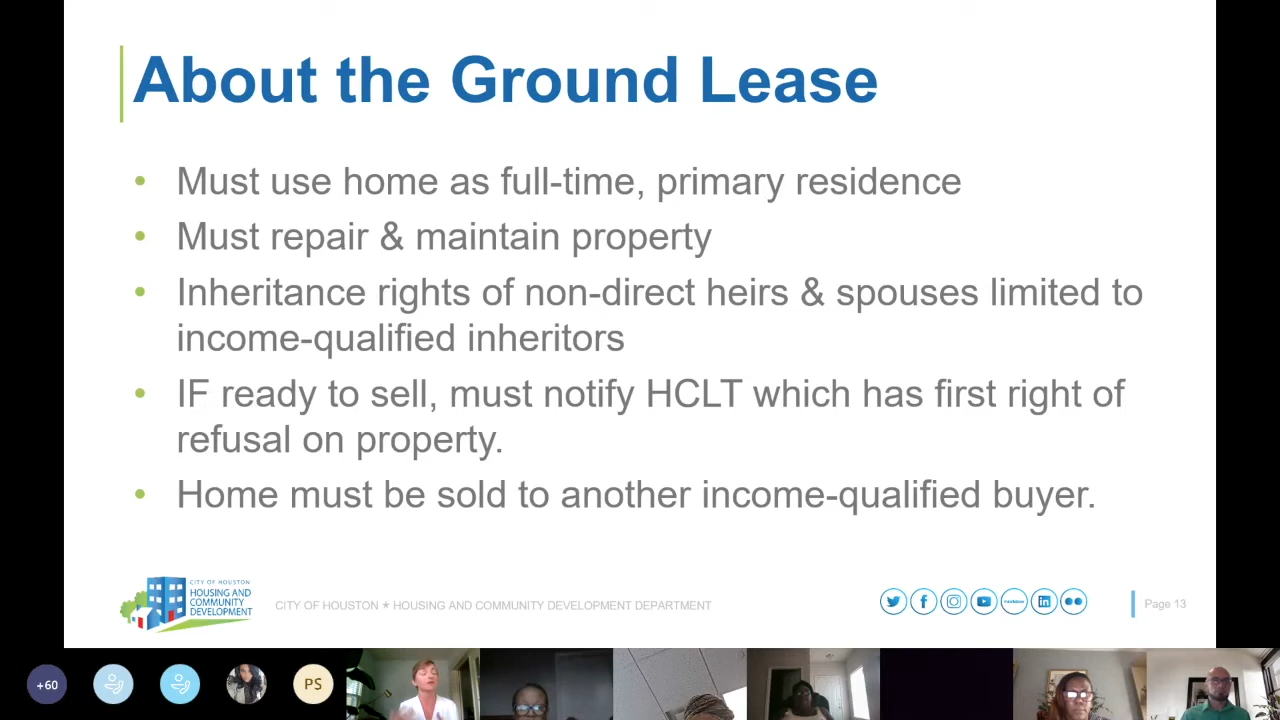 About the Ground Lease
• Must use home as full-time, primary residence
• Must repair & maintain property
• Inheritance rights of non-direct heirs & spouses limited to
income-qualified inheritors
• IF ready to sell, must notify HCLT which has first right of
refusal on property.
• Home must be sold to another income-qualified buyer.
CITY OF HOUSTON
HOUSING AND
COMMUNITY
DEVELOPMENT
CITY OF HOUSTON ★ HOUSING AND COMMUNITY DEVELOPMENT DEPARTMENT
Page 13
+60
PS